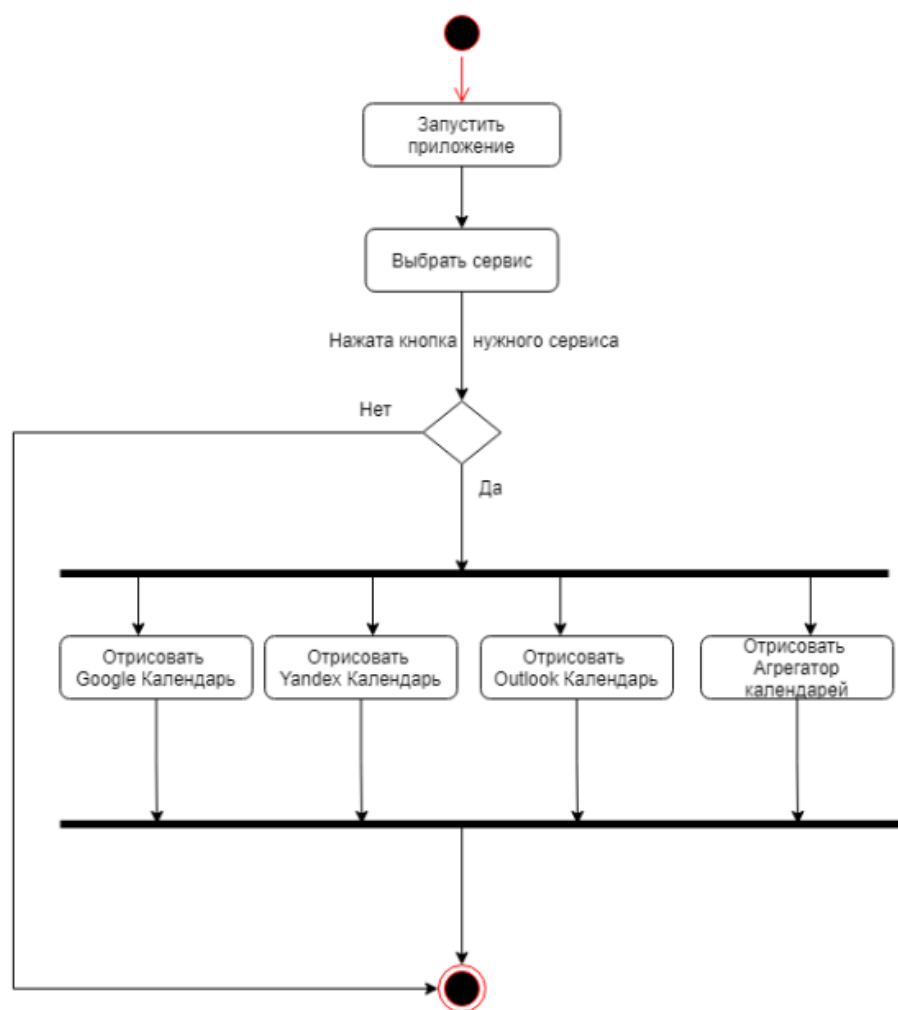 Запустить
приложение
Выбрать сервис
Нажата кнопка нужного сервиса
Нет
Да
Отрисовать
Google Календарь
Отрисовать
Yandex Календарь
Отрисовать
Outlook Календарь
Отрисовать
Агрегатор
календарей